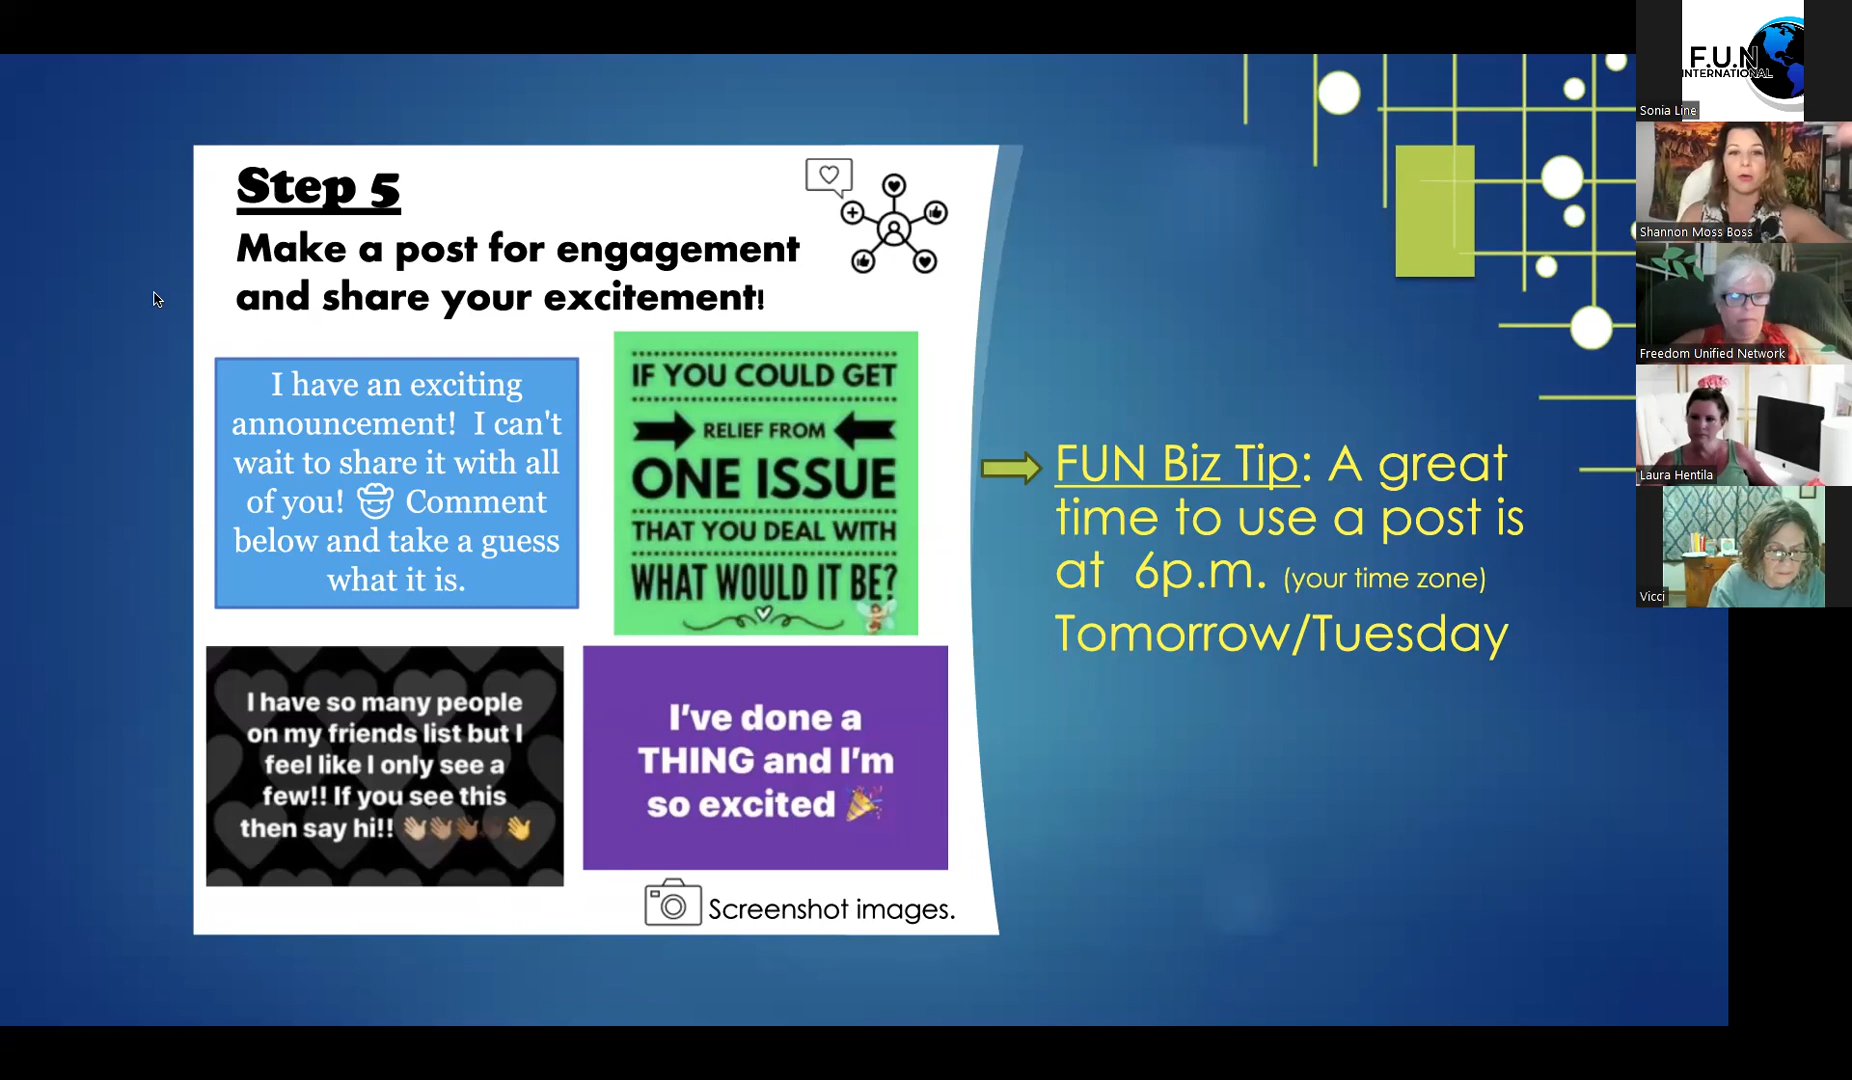 Step 5
Make a post for engagement
and share your excitement!
I have an exciting
announcement! I can't
wait to share it with all
of you! 🤠 Comment
below and take a guess
what it is.
IF YOU COULD GET
RELIEF FROM
ONE ISSUE
THAT YOU DEAL WITH
WHAT WOULD IT BE?
I have so many people
on my friends list but I
feel like I only see a
few!! If you see this
then say hi!! 👋🏻👋🏽👋🏾👋🏿👋
I've done a
THING and I'm
so excited 🎉
Screenshot images.
FUN Biz Tip: A great
time to use a post is
at 6p.m. (your time zone)
Tomorrow/Tuesday
F.U.N
INTERNATIONAL
Sonia Line
Shannon Moss Boss
Freedom Unified Network
Laura Hentila
Vicci